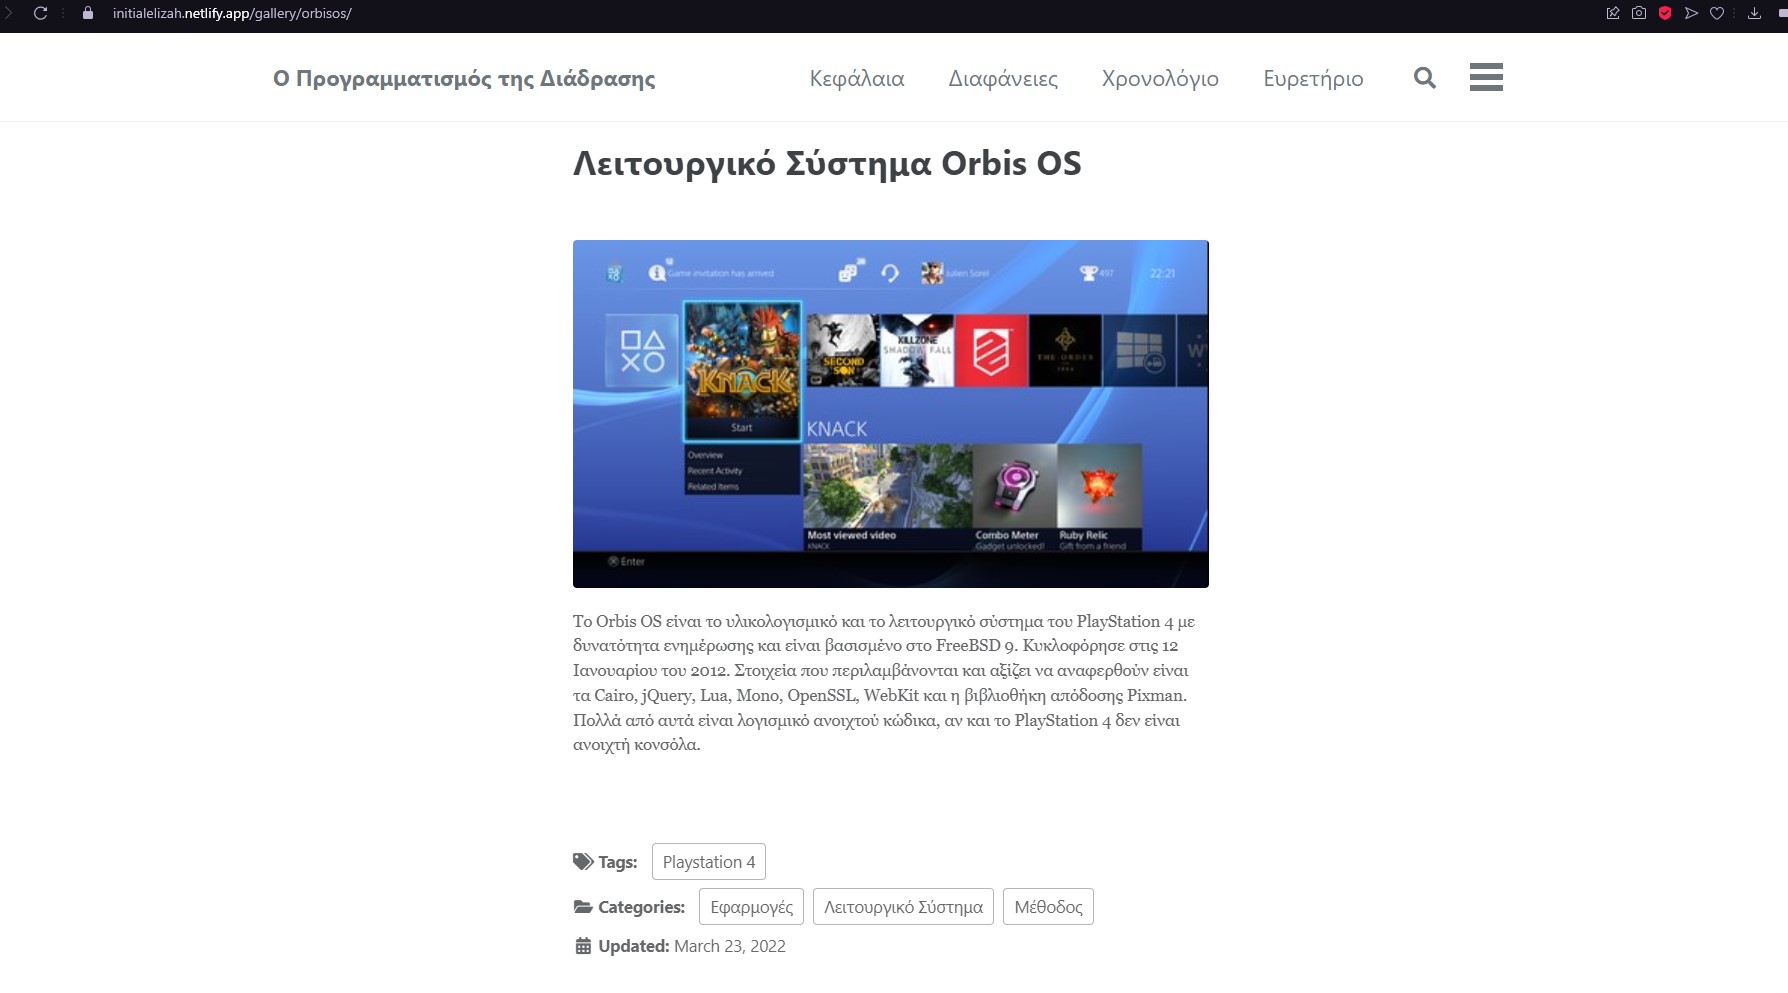 initialelizah.netlify.app/gallery/orbisos/
Ο Προγραμματισμός της Διάδρασης
Κεφάλαια
Διαφάνειες
Χρονολόγιο
Ευρετήριο
Λειτουργικό Σύστημα Orbis OS
12
Game invitation has arrived
Julien Sorel
497
22:21
KNACK
Start
SECOND SON
KILLZONE
SHADOW FALL
THE ORDER
KNACK
Overview
Recent Activity
Related Items
Most viewed video
KNACK
Combo Meter
Gadget unlocked!
Ruby Relic
Gift from a friend
Enter
Το Orbis OS είναι το υλικολογισμικό και το λειτουργικό σύστημα του PlayStation 4 με
δυνατότητα ενημέρωσης και είναι βασισμένο στο FreeBSD 9. Κυκλοφόρησε στις 12
Ιανουαρίου του 2012. Στοιχεία που περιλαμβάνονται και αξίζει να αναφερθούν είναι
τα Cairo, jQuery, Lua, Mono, OpenSSL, WebKit και η βιβλιοθήκη απόδοσης Pixman.
Πολλά από αυτά είναι λογισμικό ανοιχτού κώδικα, αν και το PlayStation 4 δεν είναι
ανοιχτή κονσόλα.
Tags: Playstation 4
Categories: Εφαρμογές Λειτουργικό Σύστημα Μέθοδος
Updated: March 23, 2022